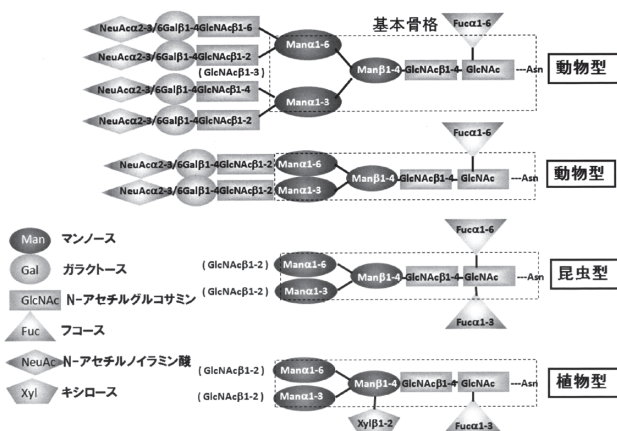 基本骨格
NeuAcα2-3/6Galβ1-4GlcNAcβ1-6
Fucα1-6
Manα1-6
NeuAcα2-3/6Galβ1-4GlcNAcβ1-2
(GlcNAcβ1-3)
Manβ1-4 GlcNAcβ1-4 GlcNAc ---Asn
動物型
NeuAcα2-3/6Galβ1-4GlcNAcβ1-4
Manα1-3
NeuAcα2-3/6Galβ1-4GlcNAcβ1-2
Fucα1-6
NeuAcα2-3/6Galβ1-4GlcNAcβ1-2 Manα1-6
Manβ1-4 GlcNAcβ1-4 GlcNAc ---Asn
動物型
NeuAcα2-3/6Galβ1-4GlcNAcβ1-2 Manα1-3
Man マンノース
Gal ガラクトース
GlcNAc N-アセチルグルコサミン
Fuc フコース
NeuAc N-アセチルノイラミン酸
Xyl キシロース
Fucα1-6
(GlcNAcβ1-2) Manα1-6
Manβ1-4 GlcNAcβ1-4 GlcNAc ---Asn
昆虫型
(GlcNAcβ1-2) Manα1-3
Fucα1-3
(GlcNAcβ1-2) Manα1-6
Manβ1-4 GlcNAcβ1-4 GlcNAc ---Asn
植物型
(GlcNAcβ1-2) Manα1-3
Xylβ1-2
Fucα1-3